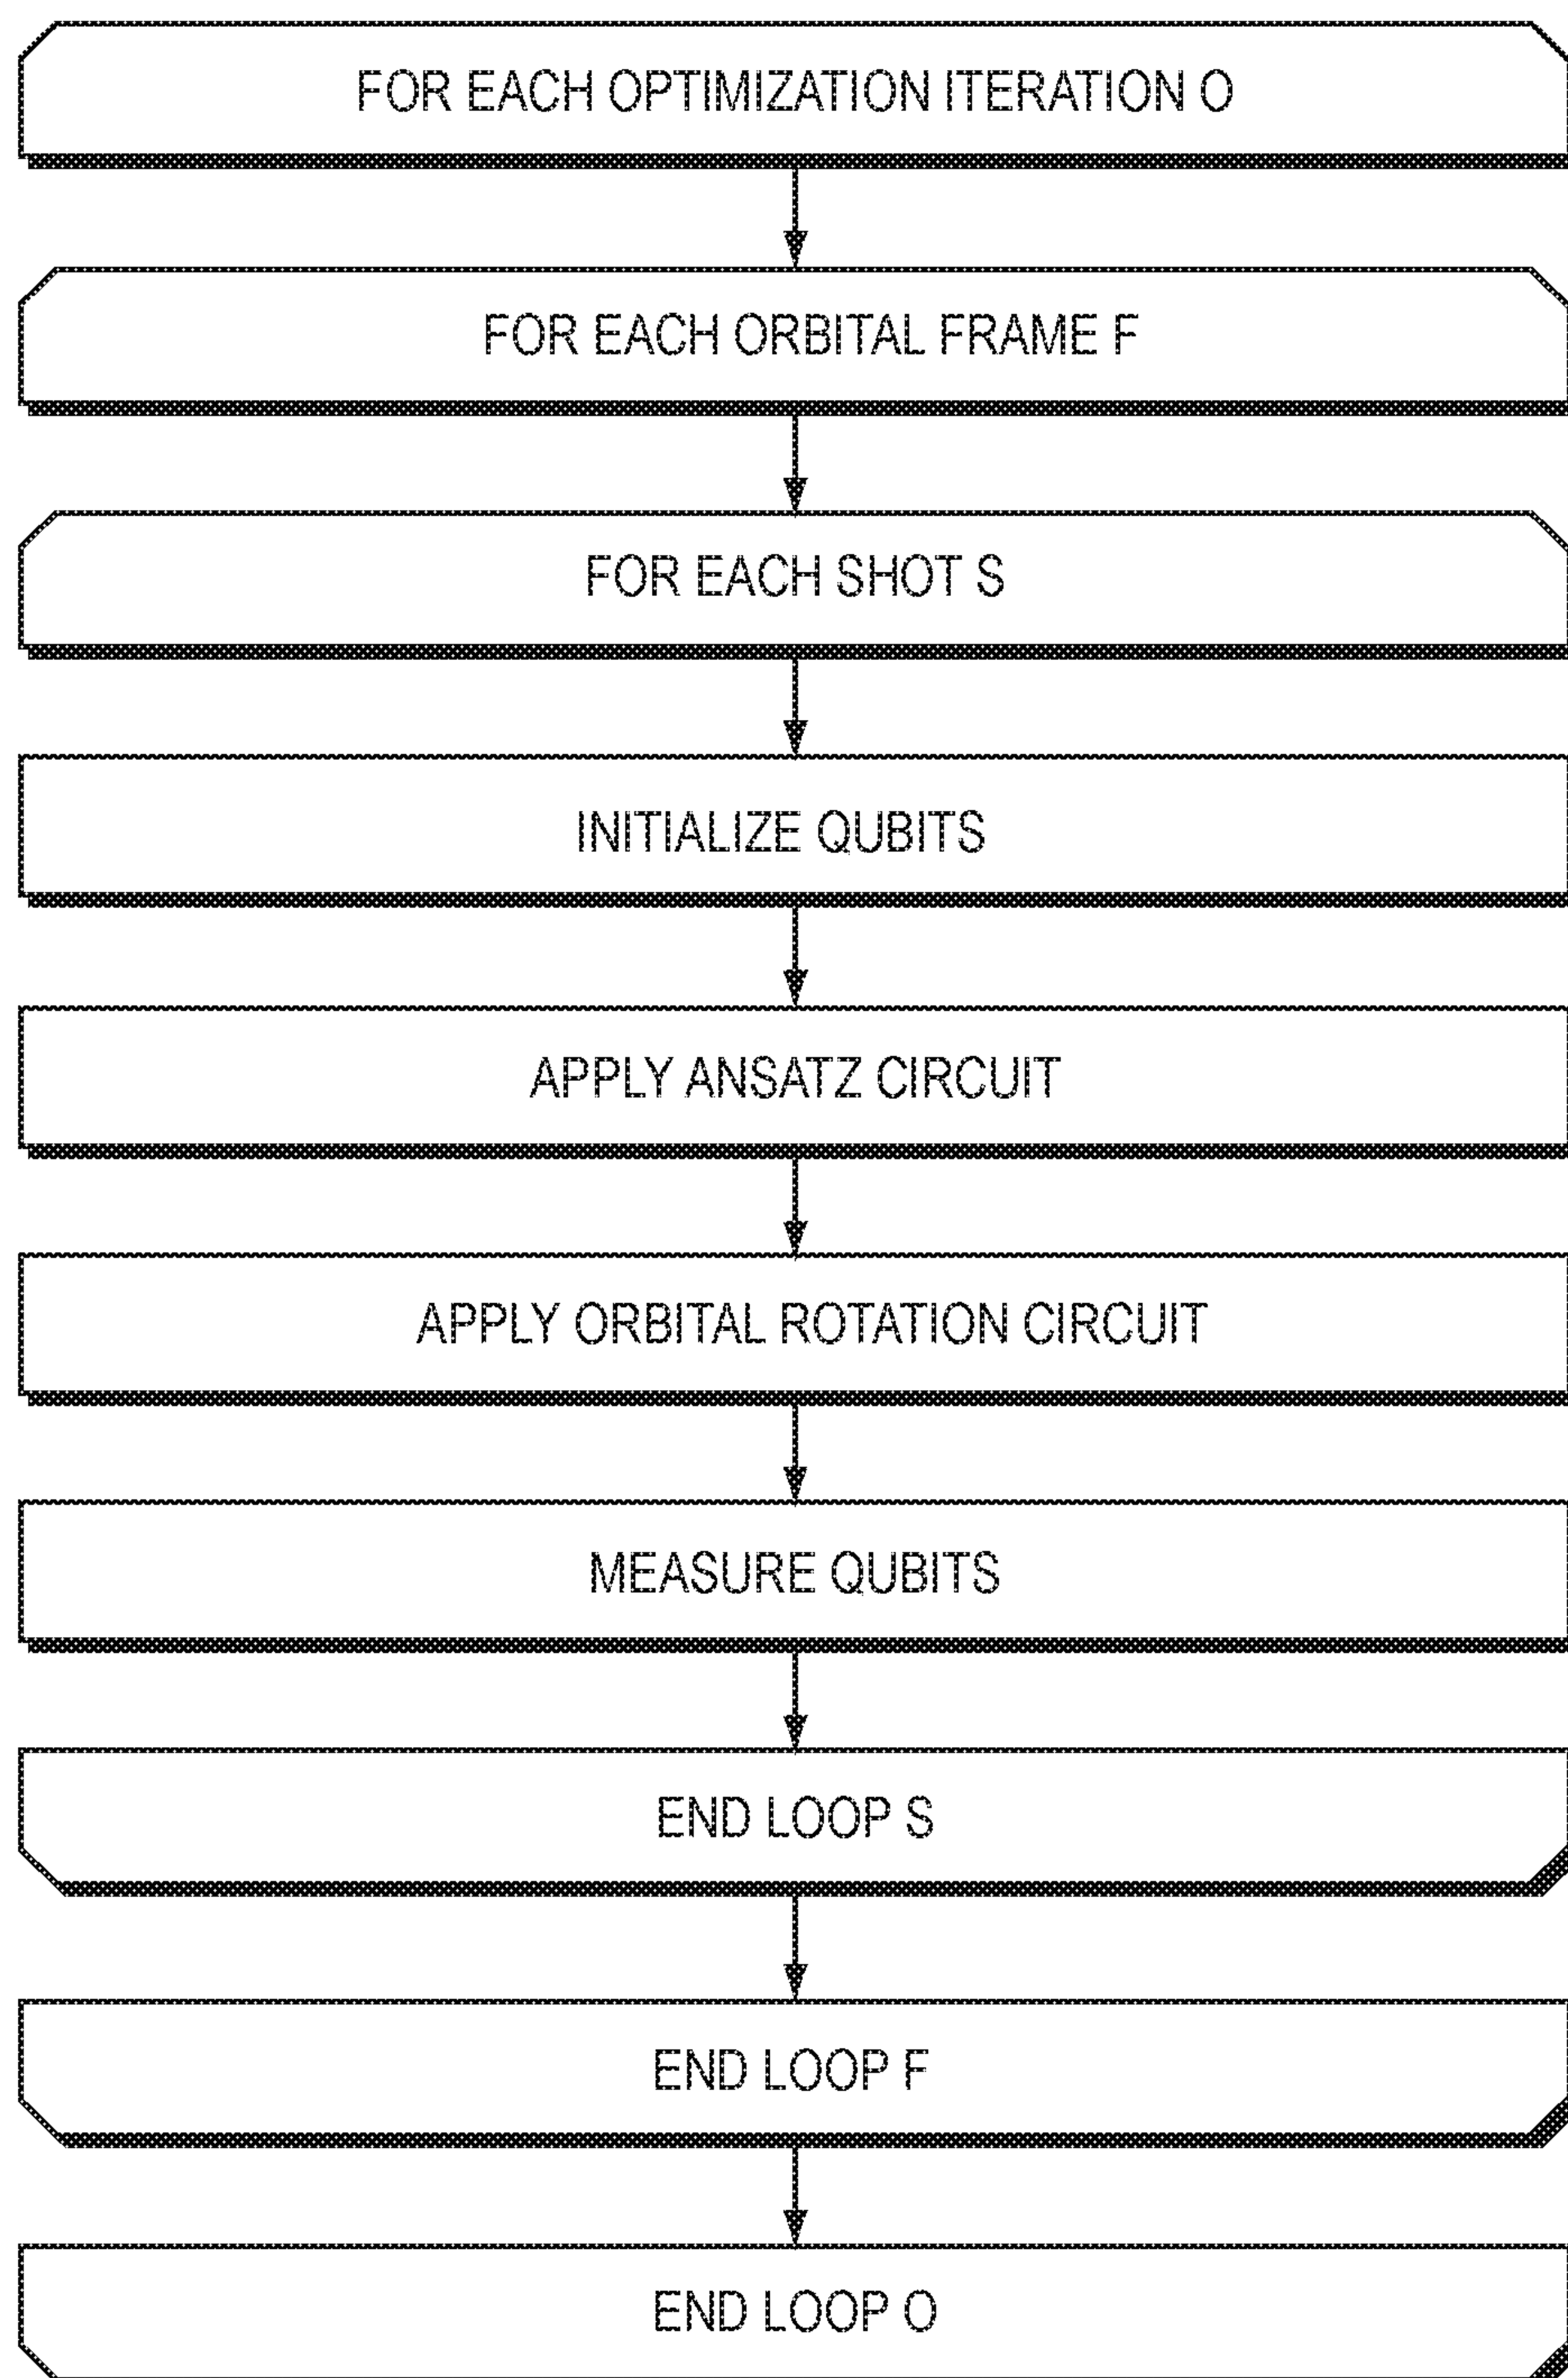 FOR EACH OPTIMIZATION ITERATION O
FOR EACH ORBITAL FRAME F
FOR EACH SHOT S
INITIALIZE QUBITS
APPLY ANSATZ CIRCUIT
APPLY ORBITAL ROTATION CIRCUIT
MEASURE QUBITS
END LOOP S
END LOOP F
END LOOP O